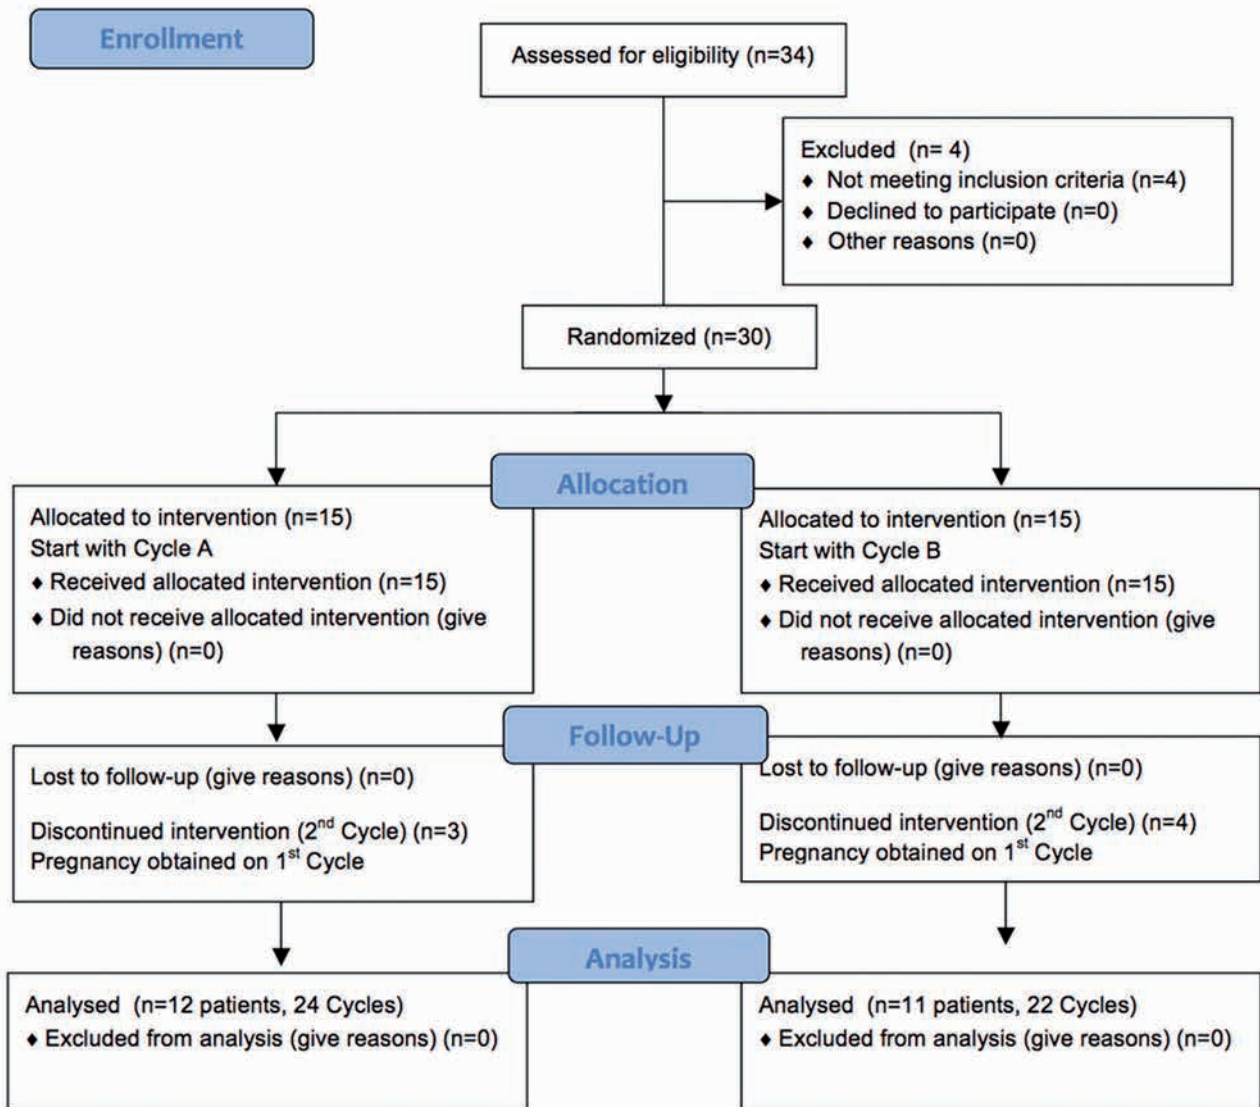 Enrollment
Assessed for eligibility (n=34)
Excluded (n= 4)
♦ Not meeting inclusion criteria (n=4)
♦ Declined to participate (n=0)
♦ Other reasons (n=0)
Randomized (n=30)
Allocation
Allocated to intervention (n=15)
Start with Cycle A
♦ Received allocated intervention (n=15)
♦ Did not receive allocated intervention (give
reasons) (n=0)
Allocated to intervention (n=15)
Start with Cycle B
♦ Received allocated intervention (n=15)
♦ Did not receive allocated intervention (give
reasons) (n=0)
Follow-Up
Lost to follow-up (give reasons) (n=0)
Discontinued intervention (2nd Cycle) (n=3)
Pregnancy obtained on 1st Cycle
Lost to follow-up (give reasons) (n=0)
Discontinued intervention (2nd Cycle) (n=4)
Pregnancy obtained on 1st Cycle
Analysis
Analysed (n=12 patients, 24 Cycles)
♦ Excluded from analysis (give reasons) (n=0)
Analysed (n=11 patients, 22 Cycles)
♦ Excluded from analysis (give reasons) (n=0)